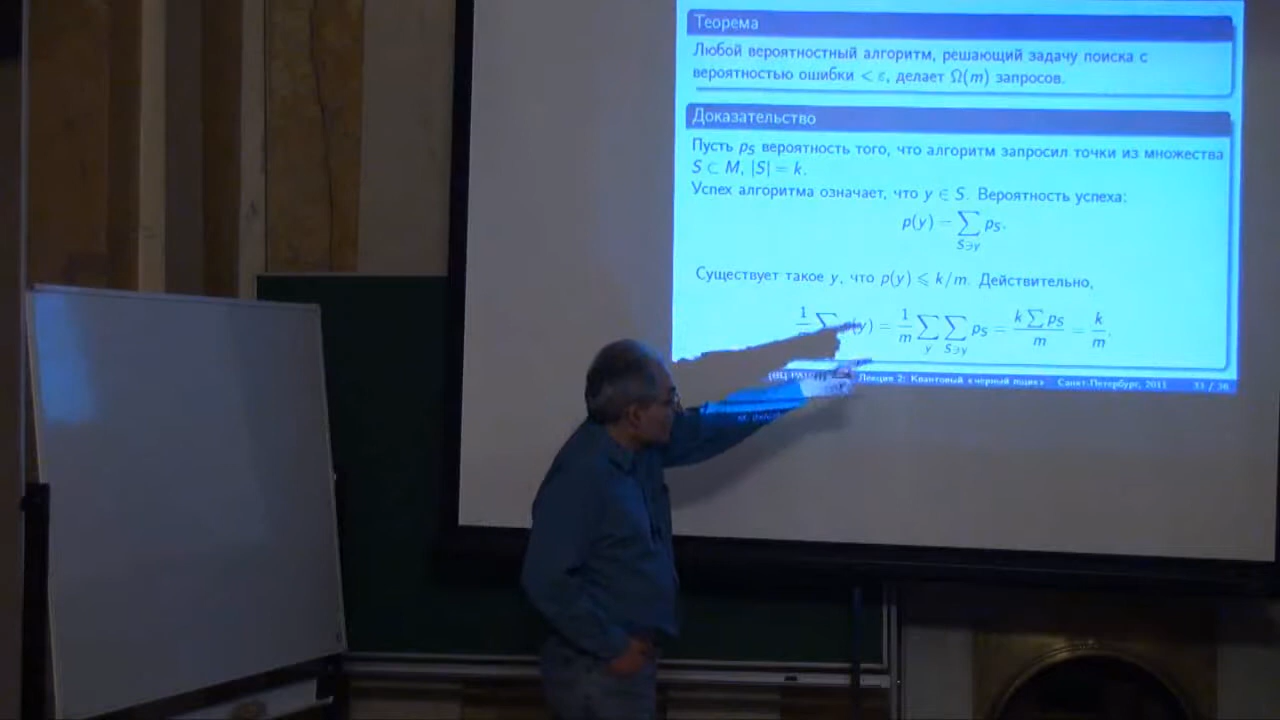 Теорема
Любой вероятностный алгоритм, решающий задачу поиска с
вероятностью ошибки < ε, делает Ω(m) запросов.
Доказательство
Пусть p_S вероятность того, что алгоритм запросил точки из множества
S ⊂ M, |S| = k.
Успех алгоритма означает, что y ∈ S. Вероятность успеха:
p(y) = ∑_{S∋y} p_S.
Существует такое y, что p(y) ⩽ k/m. Действительно,
1/m ∑ p(y) = 1/m ∑_y ∑_{S∋y} p_S = k ∑ p_S / m = k/m.
Лекция 2: Квантовый «черный ящик» Санкт-Петербург, 2011 33 / 36